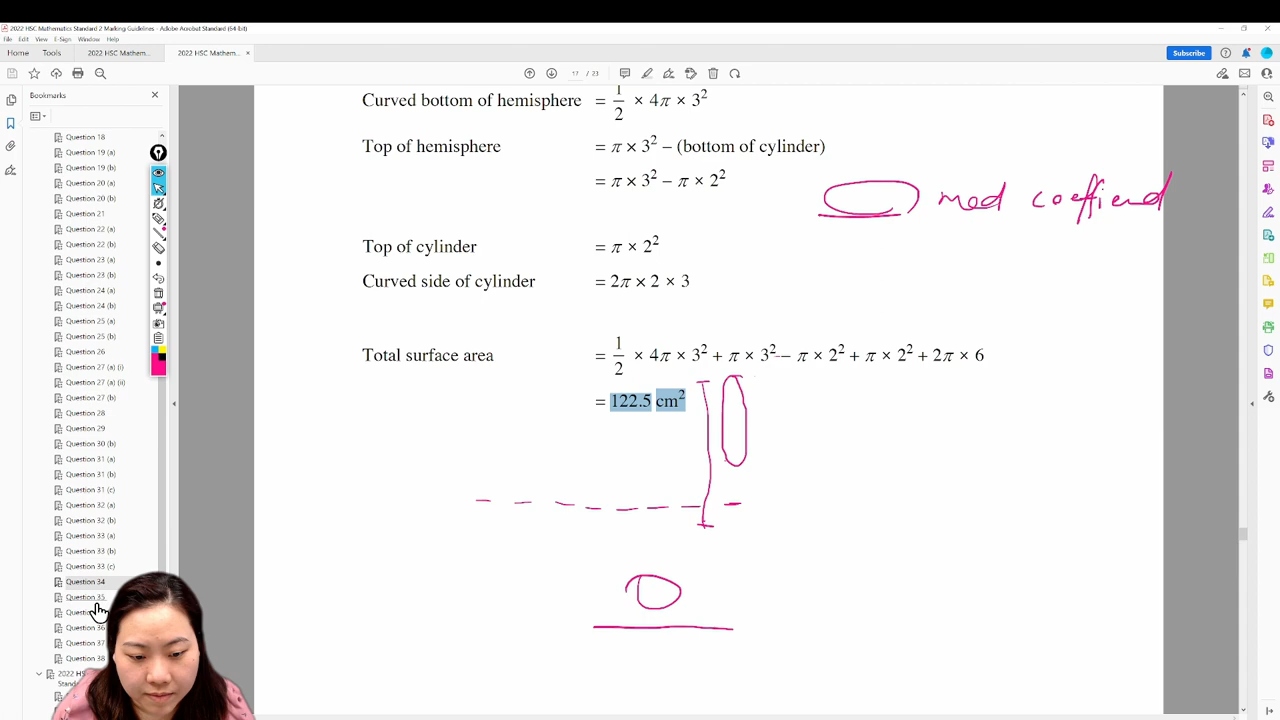 2022 HSC Mathematics Standard 2 Marking Guidelines - Adobe Acrobat Standard (64-bit)
File Edit View E-Sign Window Help
Home Tools 2022 HSC Mathem... 2022 HSC Mathem... × Subscribe
17 / 23
Bookmarks
Question 18
Question 19 (a)
Question 19 (b)
Question 20 (a)
Question 20 (b)
Question 21
Question 22 (a)
Question 22 (b)
Question 23 (a)
Question 23 (b)
Question 24 (a)
Question 24 (b)
Question 25 (a)
Question 25 (b)
Question 26
Question 27 (a) (i)
Question 27 (a) (ii)
Question 27 (b)
Question 28
Question 29
Question 30 (b)
Question 31 (a)
Question 31 (b)
Question 31 (c)
Question 32 (a)
Question 32 (b)
Question 33 (a)
Question 33 (b)
Question 33 (c)
Question 34
Question 35
Question 36
Question 37
Question 38
2022 HS
Stand
Curved bottom of hemisphere = 1/2 × 4π × 3²
Top of hemisphere = π × 3² – (bottom of cylinder)
= π × 3² – π × 2²
Top of cylinder = π × 2²
Curved side of cylinder = 2π × 2 × 3
Total surface area = 1/2 × 4π × 3² + π × 3² – π × 2² + π × 2² + 2π × 6
= 122.5 cm²